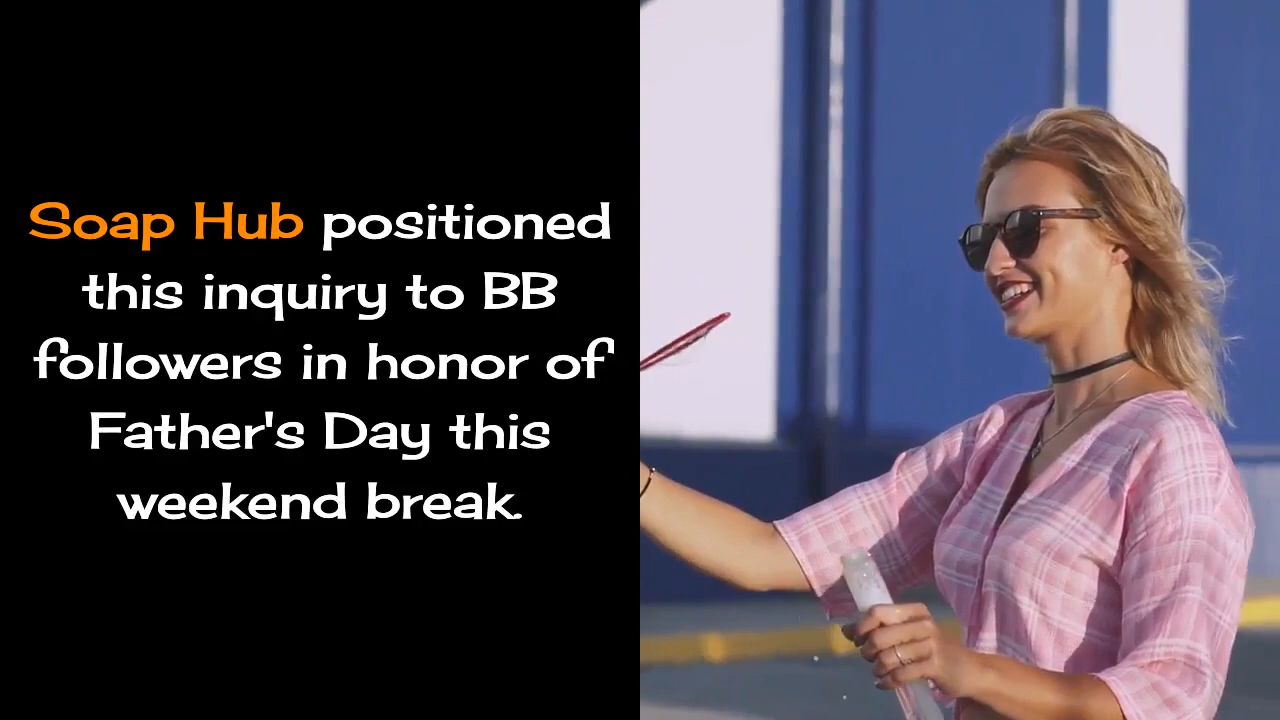 Soap Hub positioned
this inquiry to BB
followers in honor of
Father's Day this
weekend break.